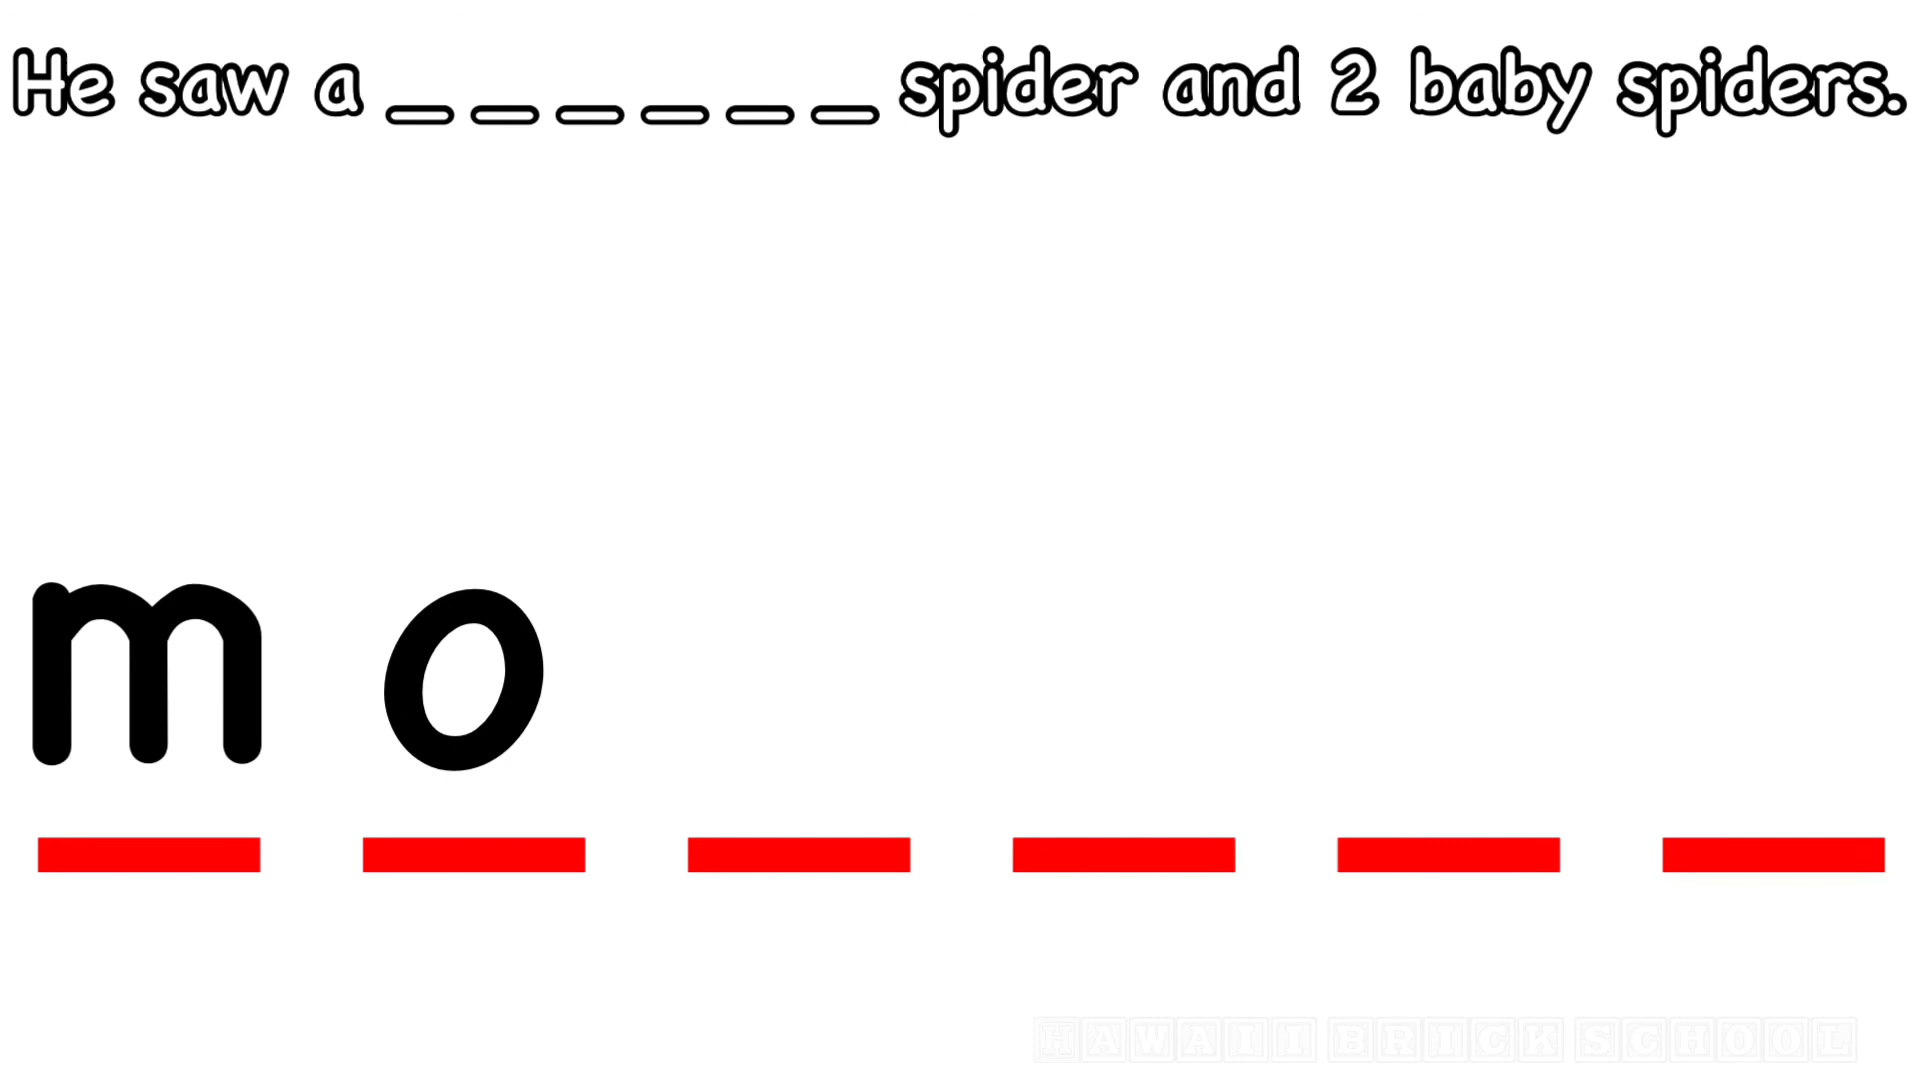 He saw a _ _ _ _ _ _ spider and 2 baby spiders.
m o _ _ _ _
HAWAII BRICK SCHOOL